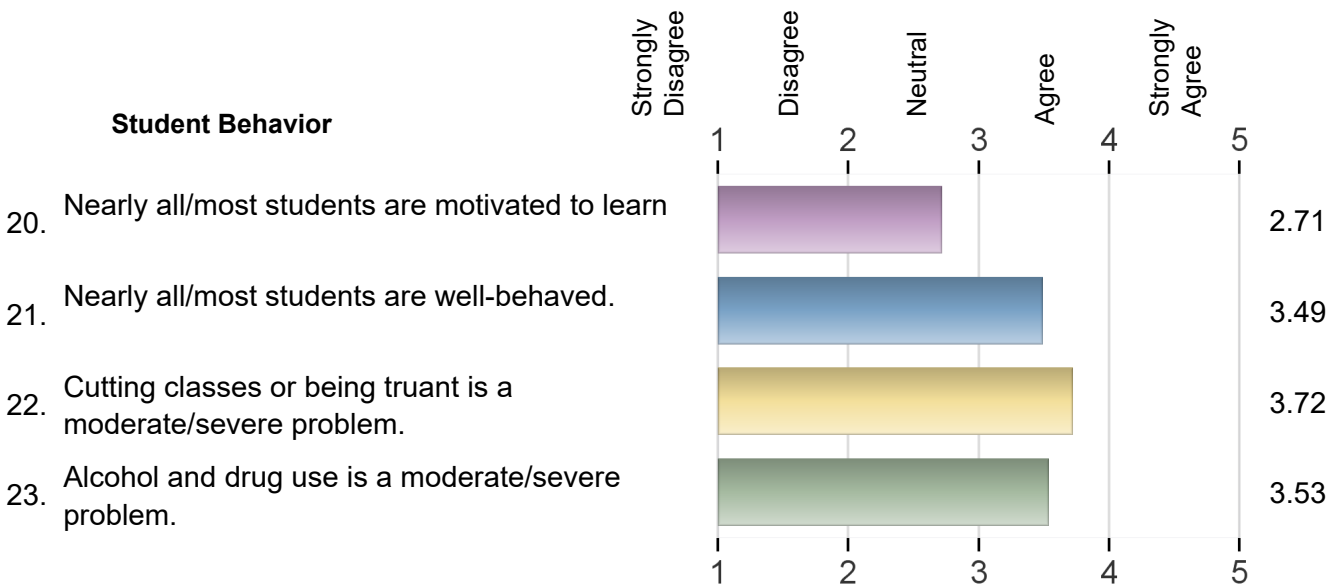 Strongly
Disagree
Disagree
Neutral
Agree
Strongly
Agree
Student Behavior
1 2 3 4 5
20. Nearly all/most students are motivated to learn 2.71
21. Nearly all/most students are well-behaved. 3.49
22. Cutting classes or being truant is a
moderate/severe problem. 3.72
23. Alcohol and drug use is a moderate/severe
problem. 3.53
1 2 3 4 5